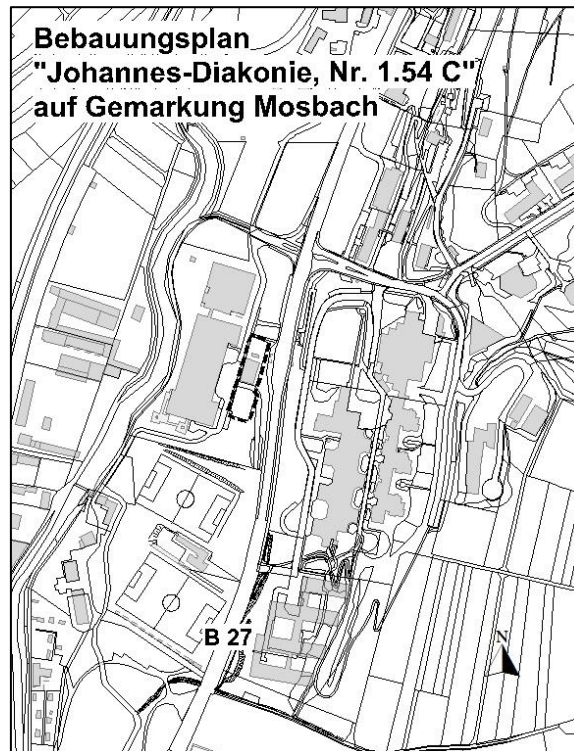 Bebauungsplan
"Johannes-Diakonie, Nr. 1.54 C"
auf Gemarkung Mosbach
B 27
N